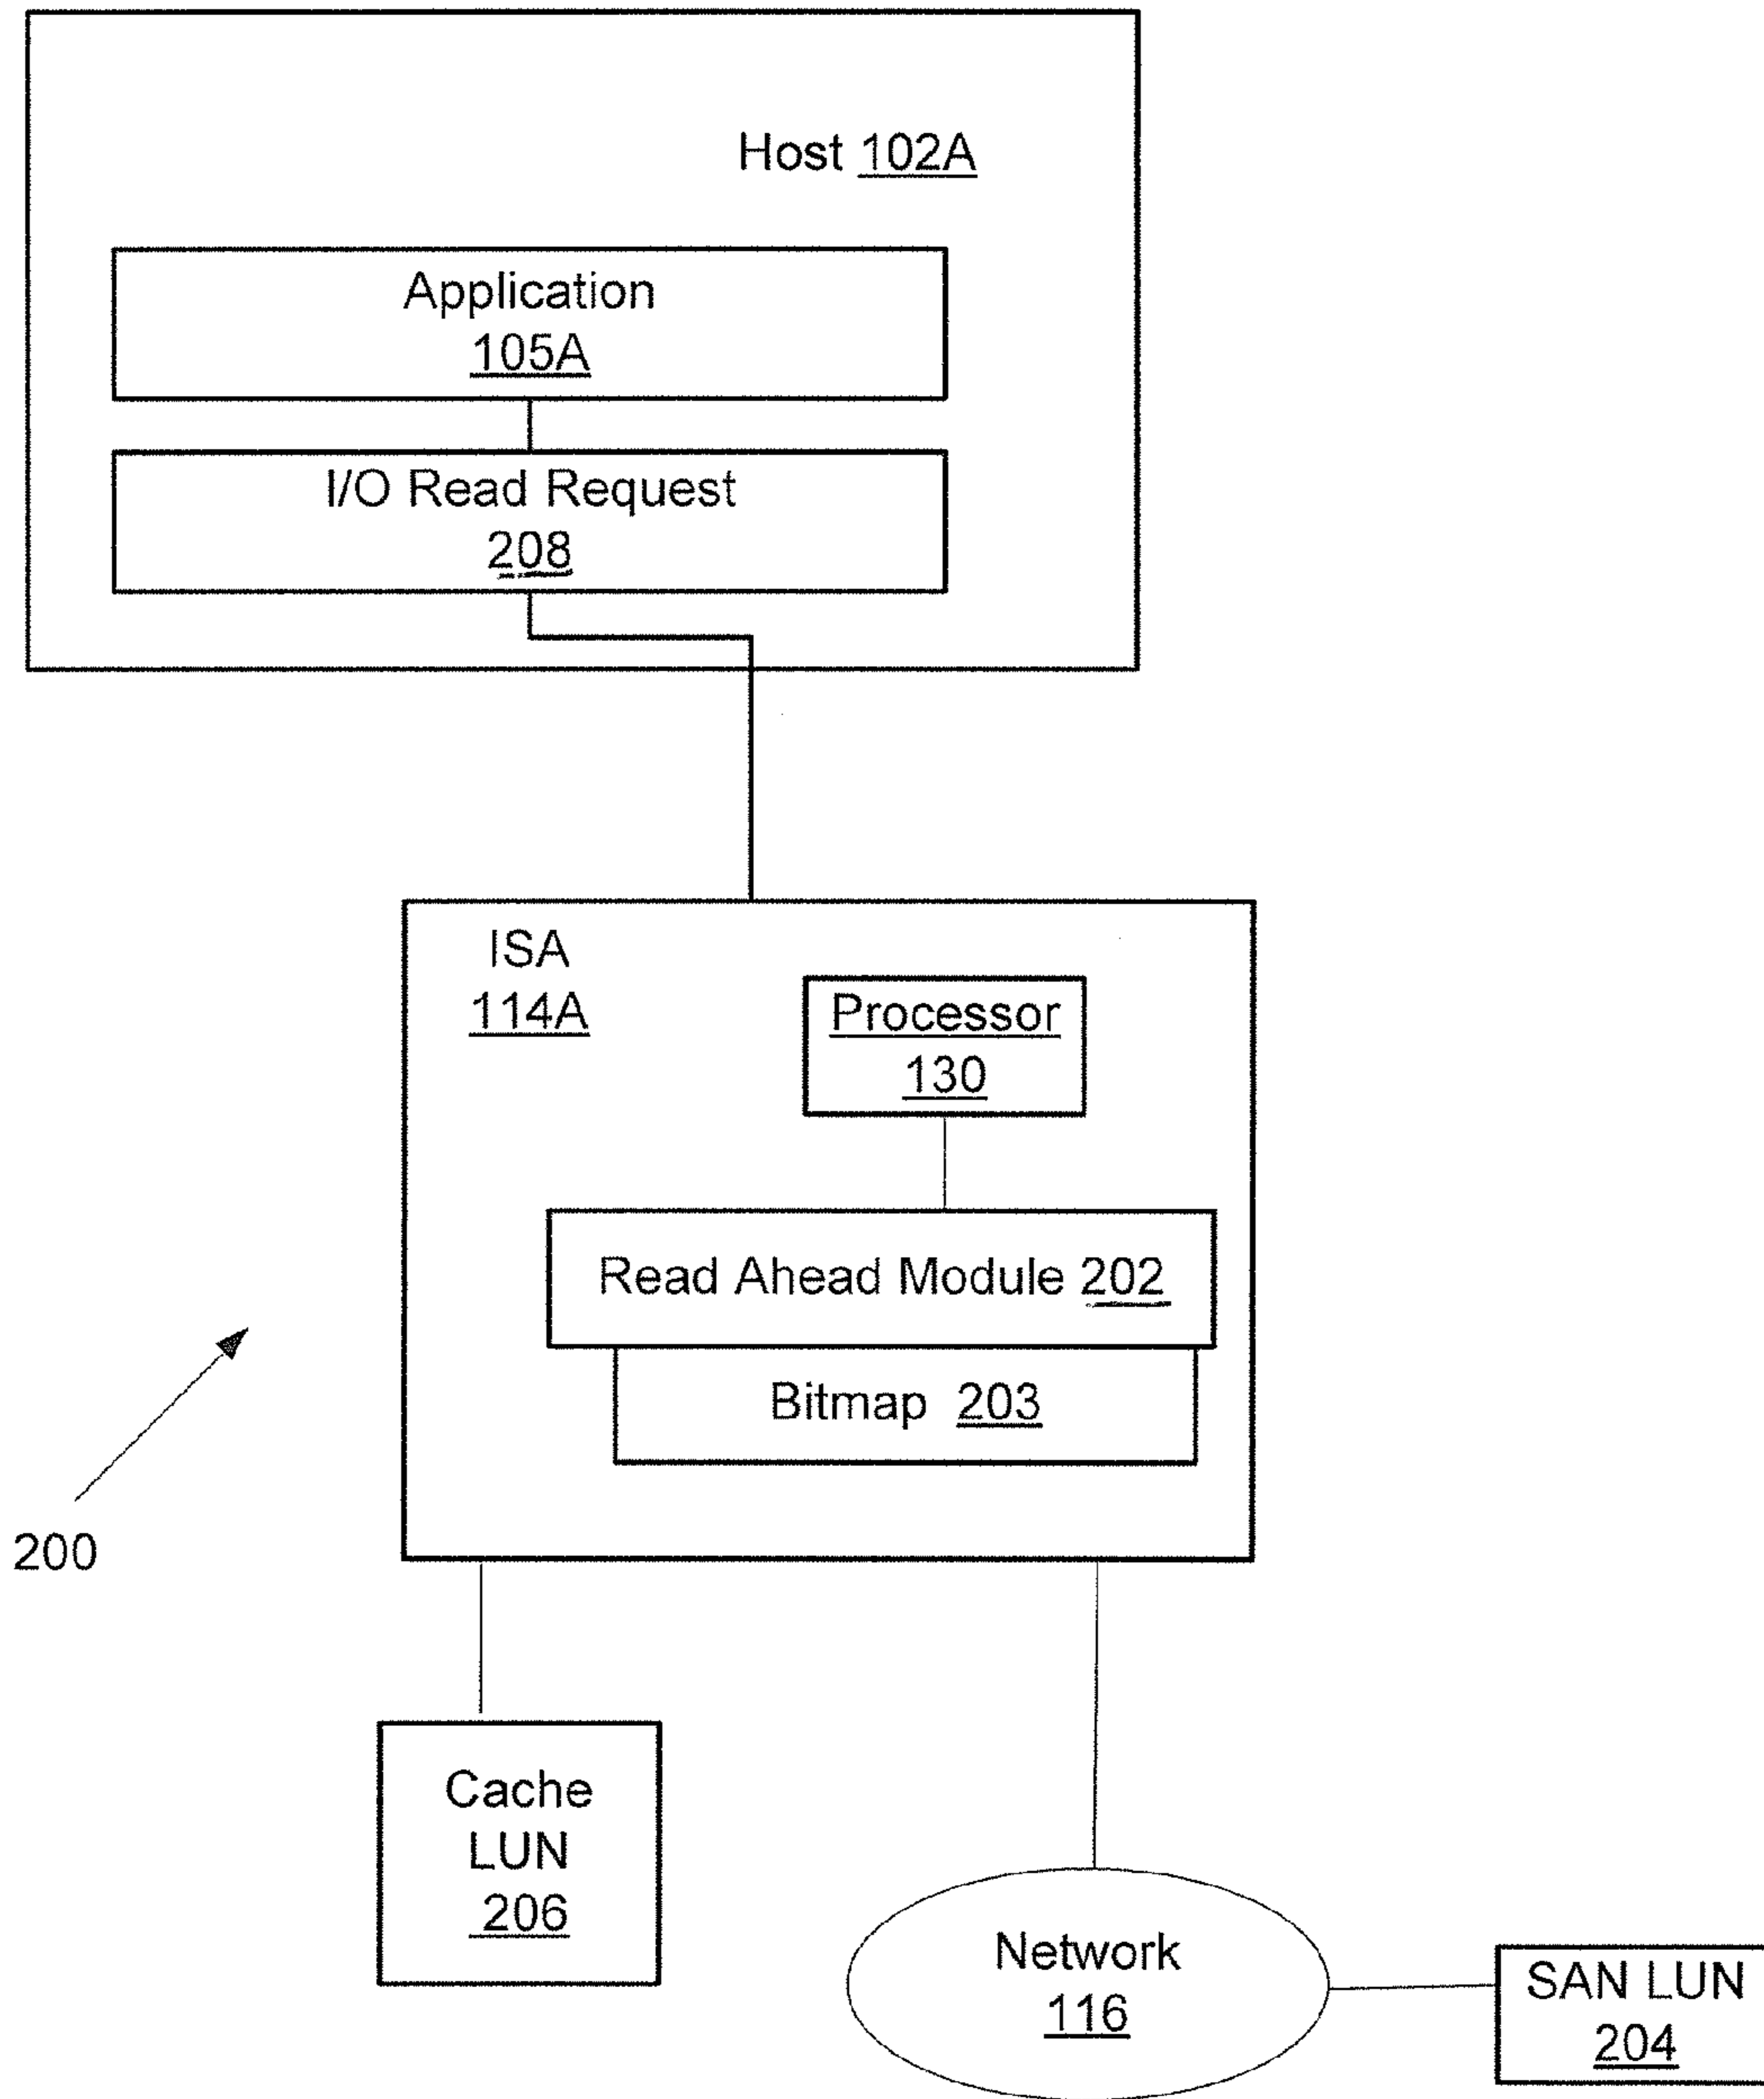 Host 102A
Application
105A
I/O Read Request
208
ISA
114A
Processor
130
Read Ahead Module 202
Bitmap 203
200
Cache
LUN
206
Network
116
SAN LUN
204